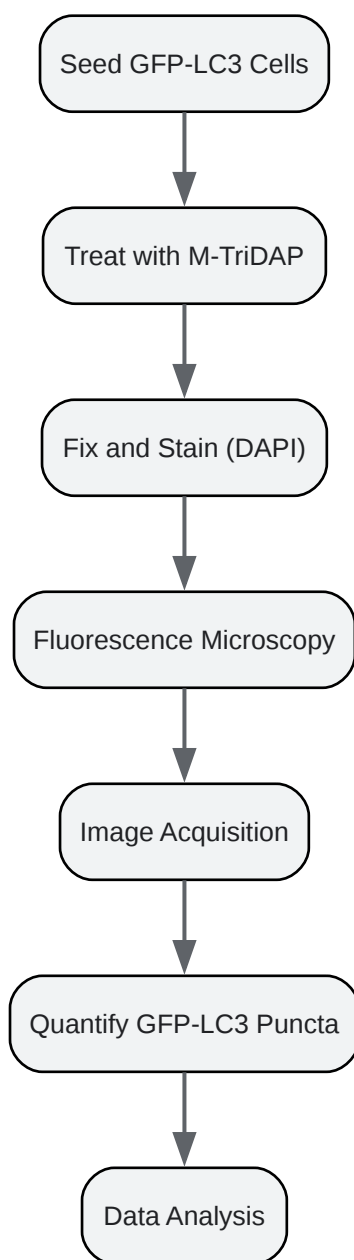 Seed GFP-LC3 Cells
Treat with M-TriDAP
Fix and Stain (DAPI)
Fluorescence Microscopy
Image Acquisition
Quantify GFP-LC3 Puncta
Data Analysis